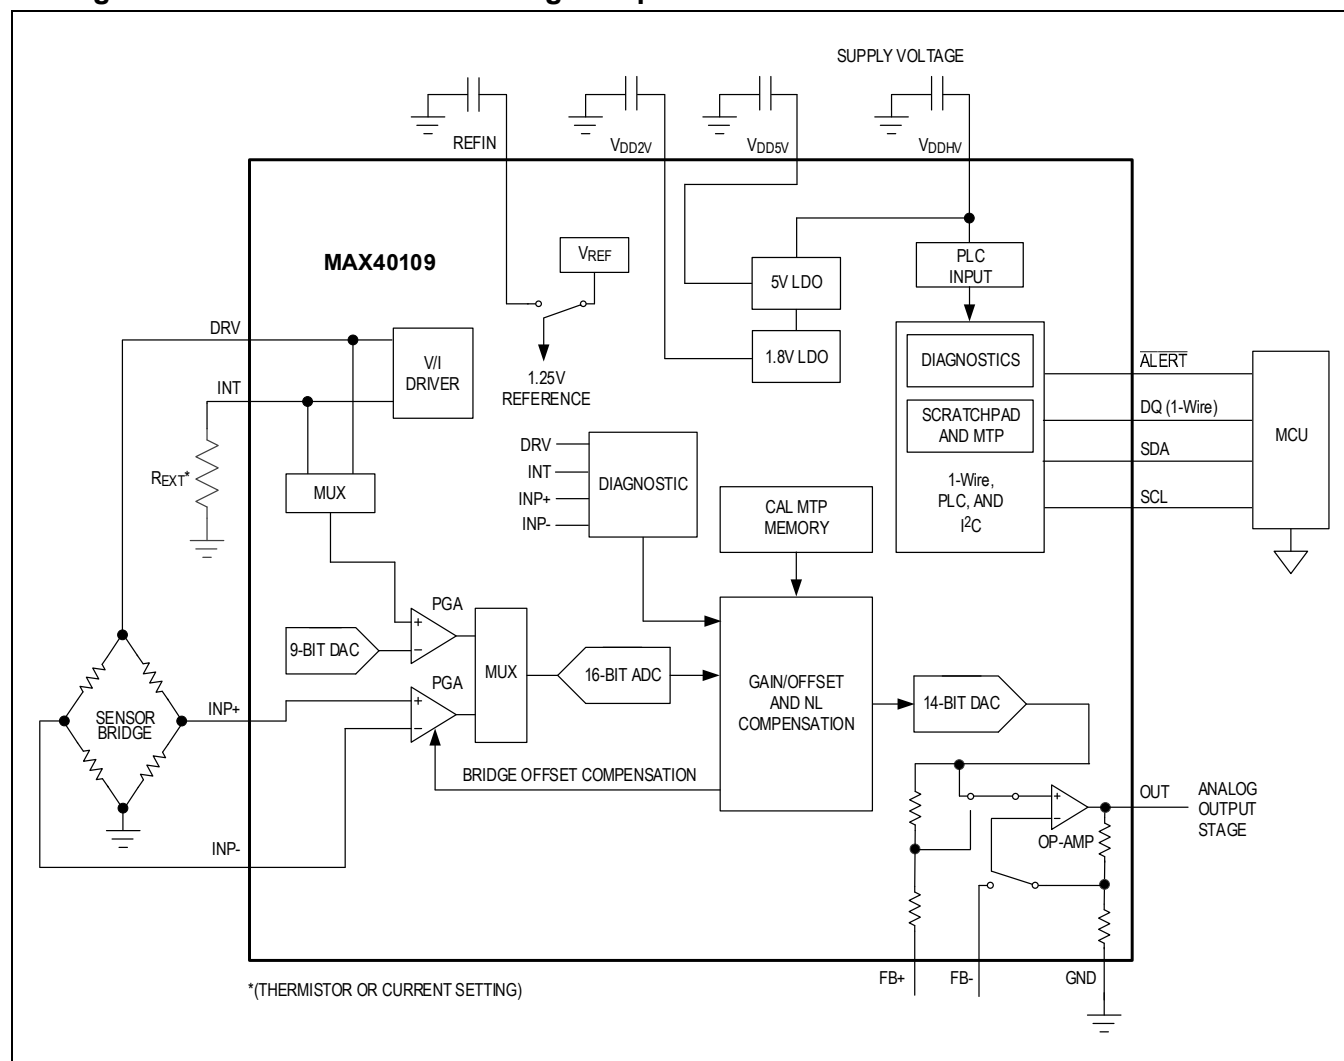 SUPPLY VOLTAGE
REFIN
VDD2V
VDD5V
VDDHV
MAX40109
VREF
1.25V
REFERENCE
5V LDO
1.8V LDO
PLC
INPUT
DIAGNOSTICS
SCRATCHPAD
AND MTP
1-Wire,
PLC, AND
I2C
ALERT
DQ (1-Wire)
SDA
SCL
MCU
DRV
INT
V/I
DRIVER
REXT*
MUX
DRV
INT
INP+
INP-
DIAGNOSTIC
CAL MTP
MEMORY
PGA
+
−
9-BIT DAC
PGA
+
−
MUX
16-BIT ADC
GAIN/OFFSET
AND NL
COMPENSATION
14-BIT DAC
SENSOR
BRIDGE
INP+
INP-
BRIDGE OFFSET COMPENSATION
+
−
OP-AMP
OUT
ANALOG
OUTPUT
STAGE
FB+
FB-
GND
*(THERMISTOR OR CURRENT SETTING)